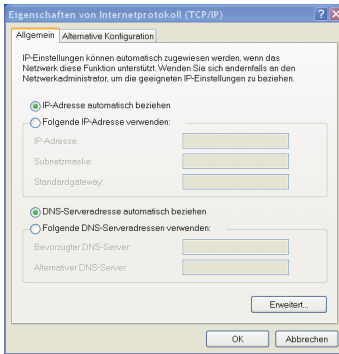 Eigenschaften von Internetprotokoll (TCP/IP)
Allgemein Alternative Konfiguration
IP-Einstellungen können automatisch zugewiesen werden, wenn das
Netzwerk diese Funktion unterstützt. Wenden Sie sich andernfalls an den
Netzwerkadministrator, um die geeigneten IP-Einstellungen zu beziehen.
IP-Adresse automatisch beziehen
Folgende IP-Adresse verwenden:
IP-Adresse:
Subnetzmaske:
Standardgateway:
DNS-Serveradresse automatisch beziehen
Folgende DNS-Serveradressen verwenden:
Bevorzugter DNS-Server
Alternativer DNS-Server:
Erweitert...
OK Abbrechen